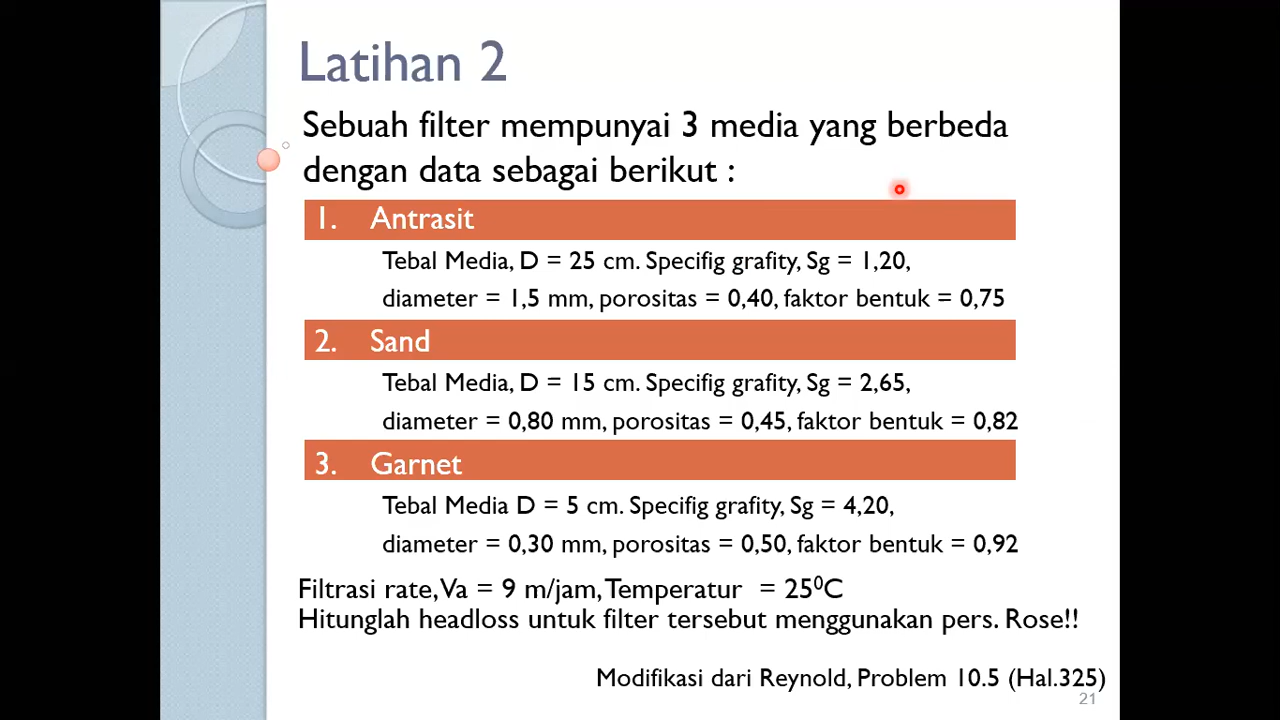 Latihan 2
Sebuah filter mempunyai 3 media yang berbeda
dengan data sebagai berikut :
1. Antrasit
Tebal Media, D = 25 cm. Specifig grafity, Sg = 1,20,
diameter = 1,5 mm, porositas = 0,40, faktor bentuk = 0,75
2. Sand
Tebal Media, D = 15 cm. Specifig grafity, Sg = 2,65,
diameter = 0,80 mm, porositas = 0,45, faktor bentuk = 0,82
3. Garnet
Tebal Media D = 5 cm. Specifig grafity, Sg = 4,20,
diameter = 0,30 mm, porositas = 0,50, faktor bentuk = 0,92
Filtrasi rate, Va = 9 m/jam, Temperatur = 25⁰C
Hitunglah headloss untuk filter tersebut menggunakan pers. Rose!!
Modifikasi dari Reynold, Problem 10.5 (Hal.325)
21